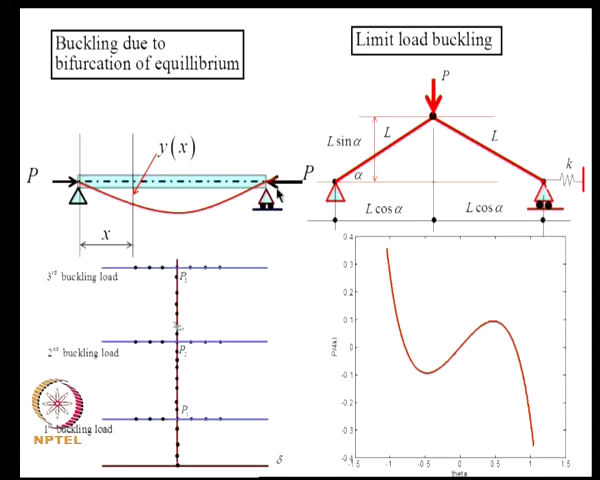 Buckling due to
bifurcation of equilibrium
Limit load buckling
P
y(x)
P
x
P
L sin α
L
L
α
k
L cos α
L cos α
3rd buckling load
P3
2nd buckling load
P2
1st buckling load
P1
δ
NPTEL
0.4
0.3
0.2
0.1
0
-0.1
-0.2
-0.3
-0.4
-1.5
-1
-0.5
0
0.5
1
1.5
theta